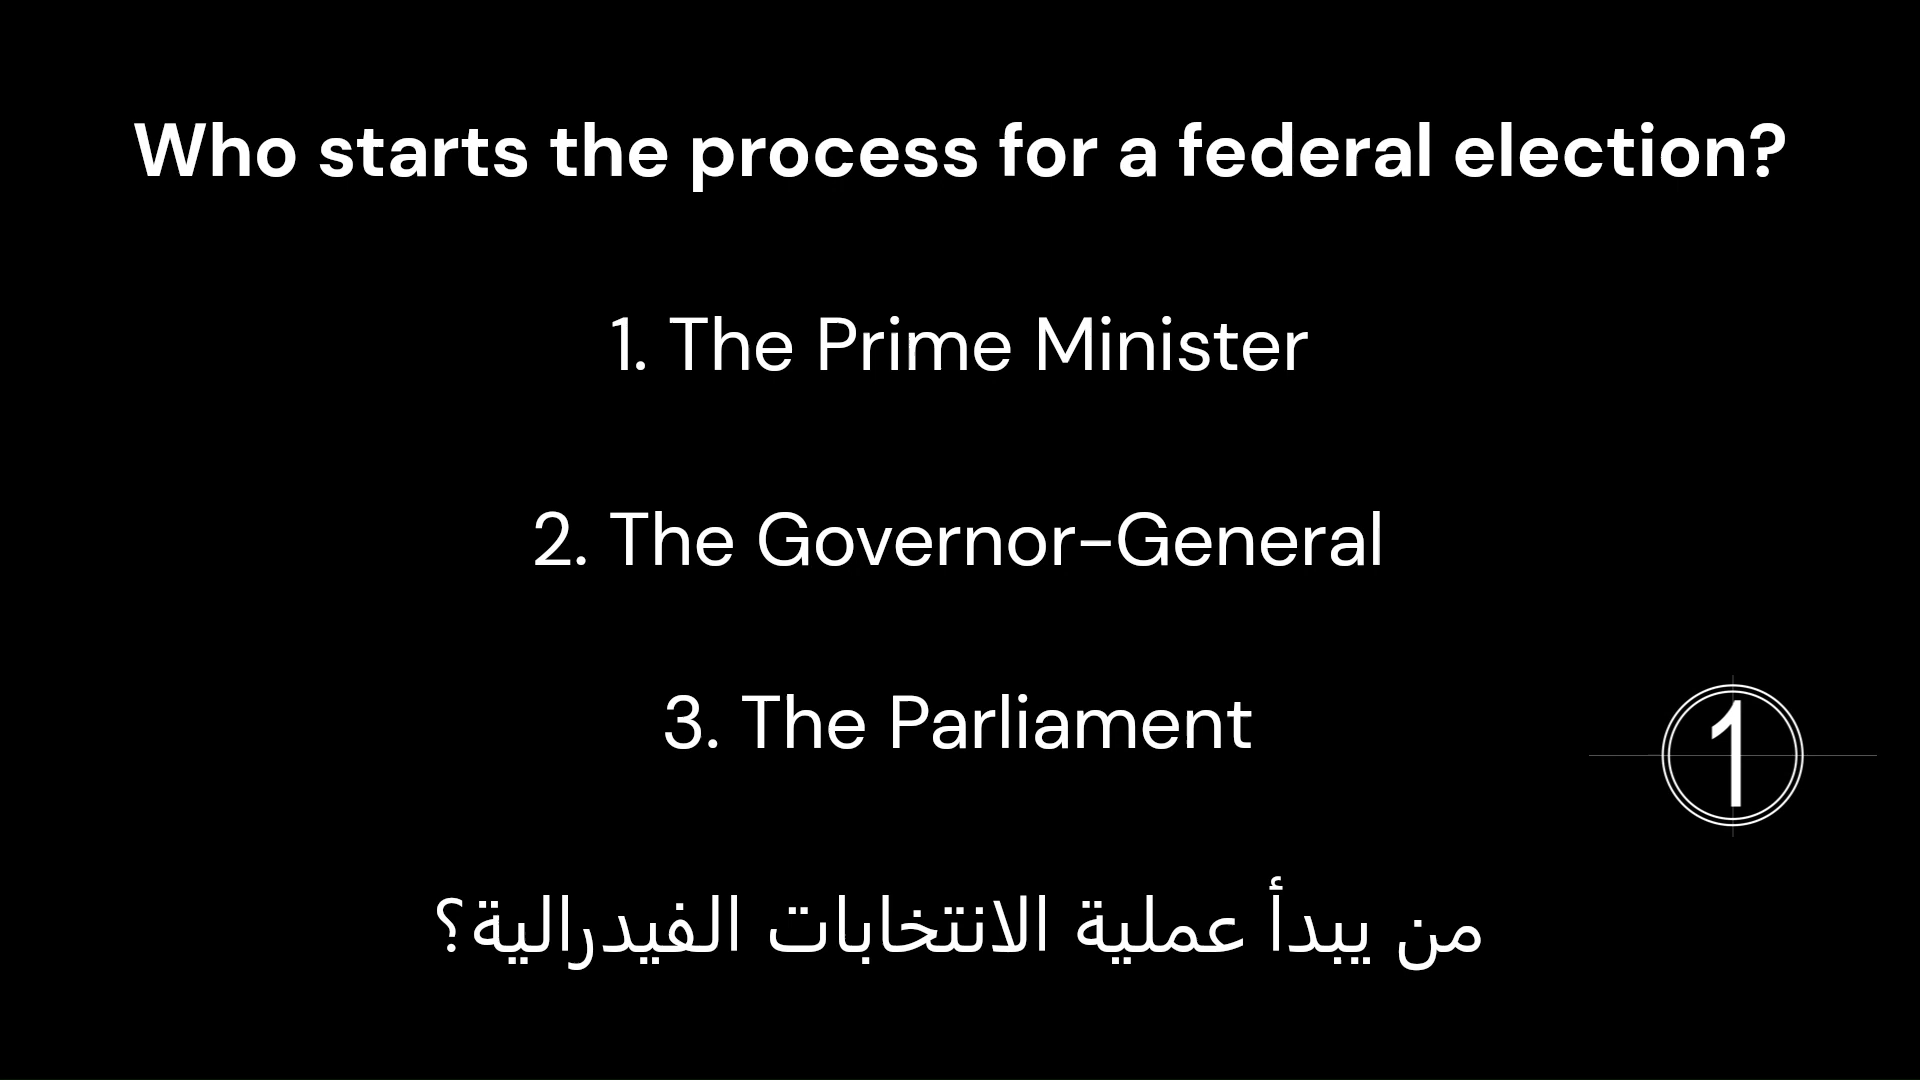 Who starts the process for a federal election?
1. The Prime Minister
2. The Governor-General
3. The Parliament
1
من يبدأ عملية الانتخابات الفيدرالية؟